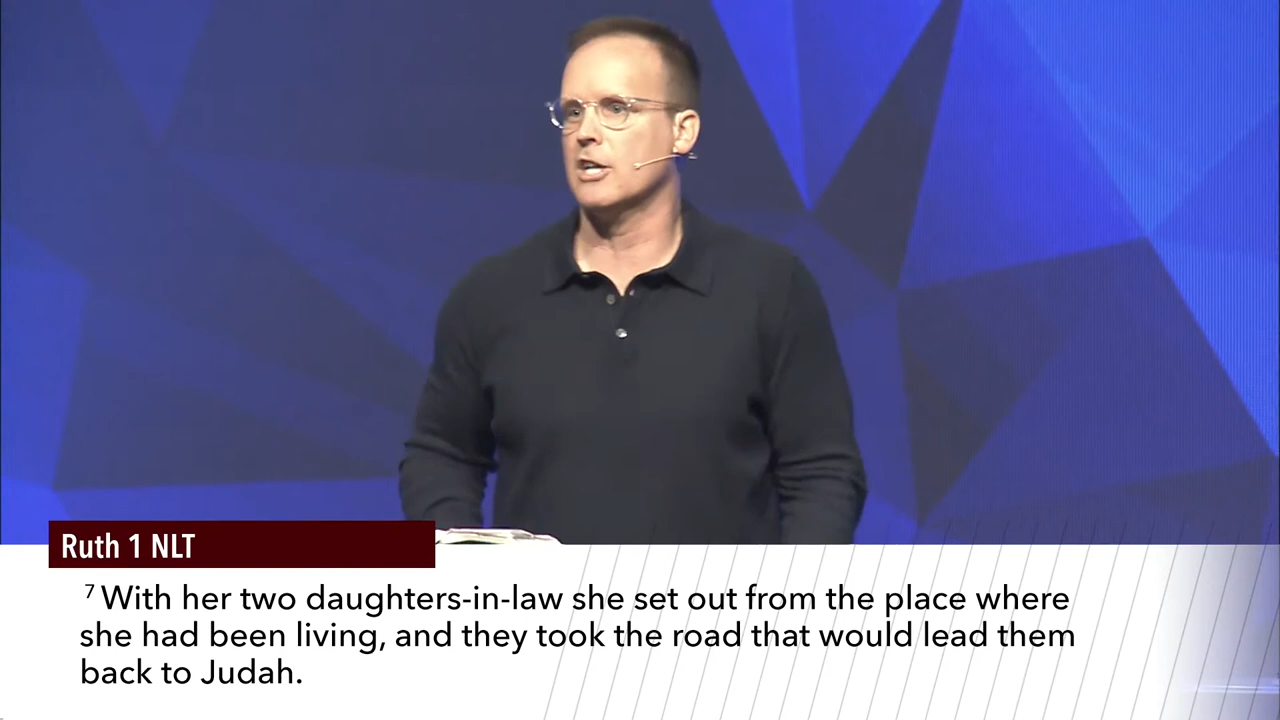 Ruth 1 NLT
7 With her two daughters-in-law she set out from the place where
she had been living, and they took the road that would lead them
back to Judah.